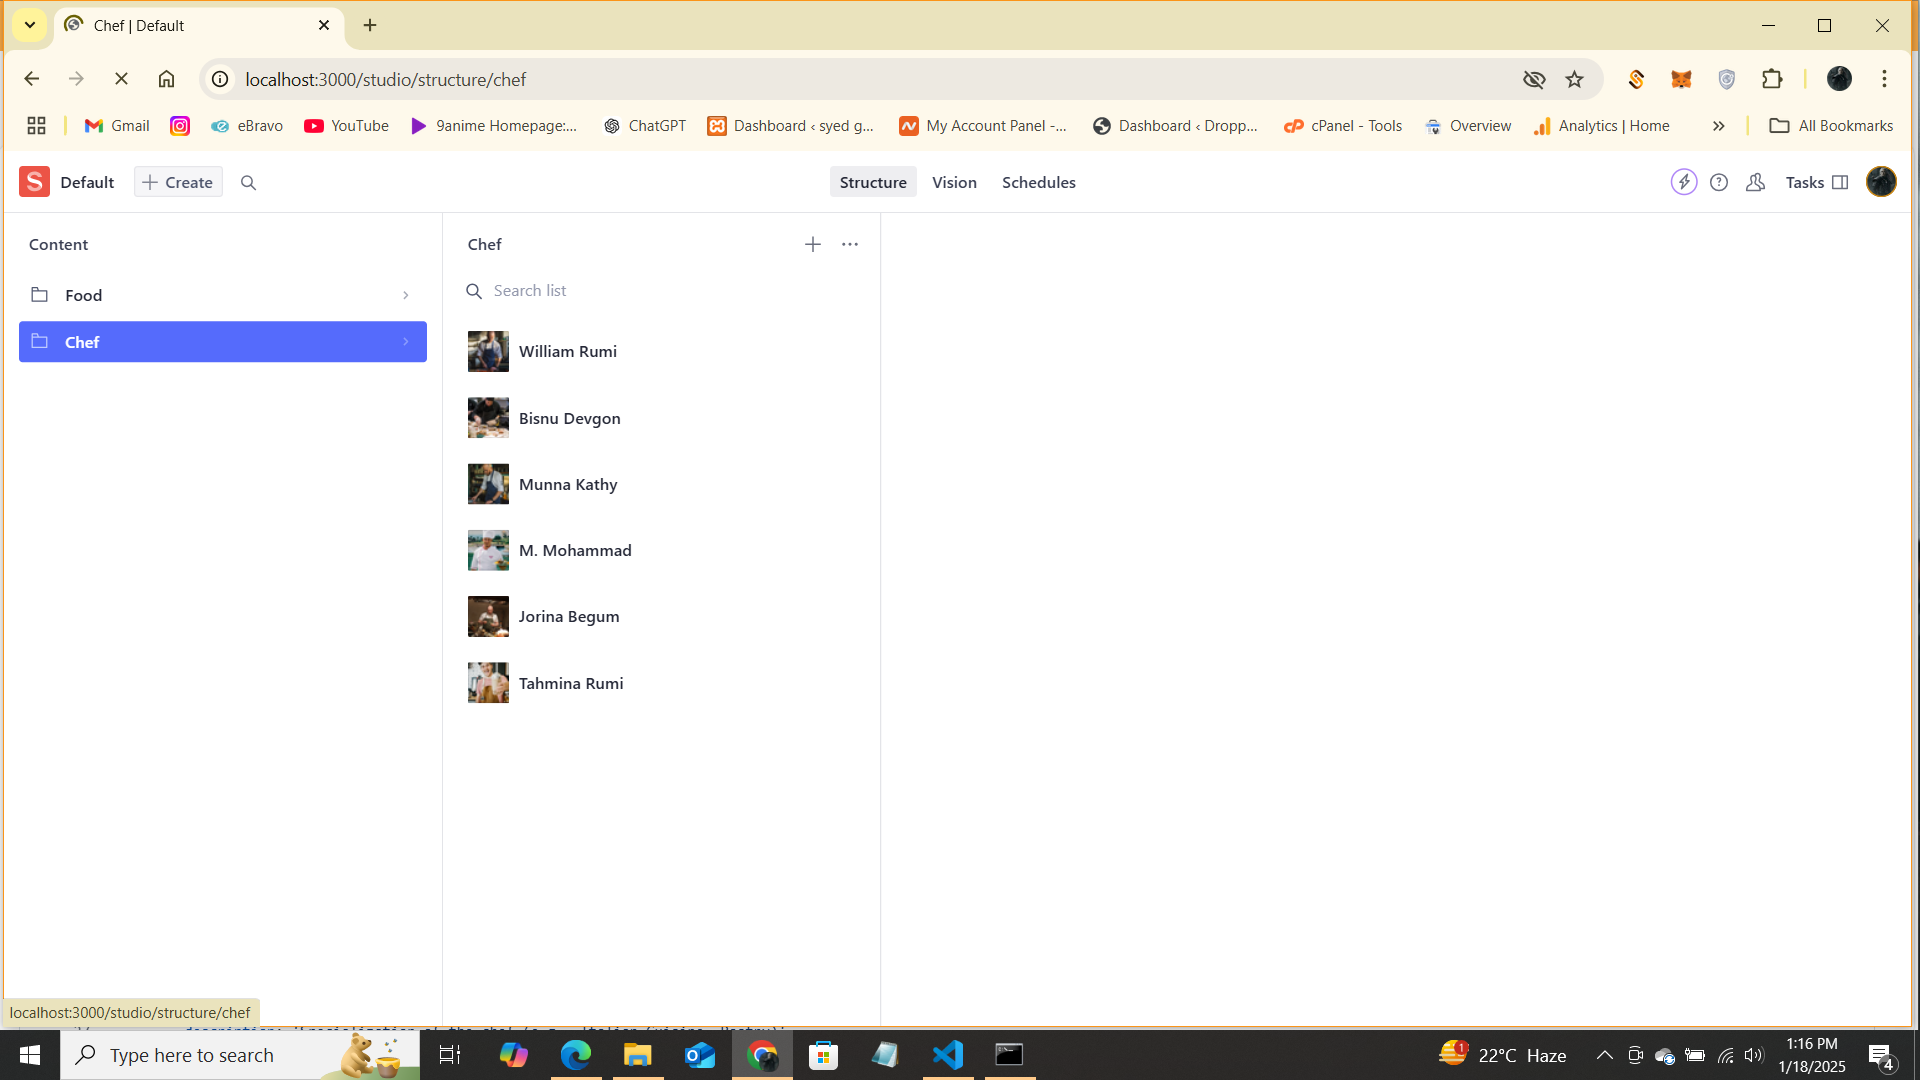 Chef | Default
localhost:3000/studio/structure/chef
Gmail
eBravo
YouTube
9anime Homepage:...
ChatGPT
Dashboard ‹ syed g...
My Account Panel -...
Dashboard ‹ Dropp...
cPanel - Tools
Overview
Analytics | Home
»
All Bookmarks
S
Default
Create
Structure
Vision
Schedules
Tasks
Content
Food
Chef
Chef
Search list
William Rumi
Bisnu Devgon
Munna Kathy
M. Mohammad
Jorina Begum
Tahmina Rumi
localhost:3000/studio/structure/chef
Type here to search
1
22°C Haze
1:16 PM
1/18/2025
4